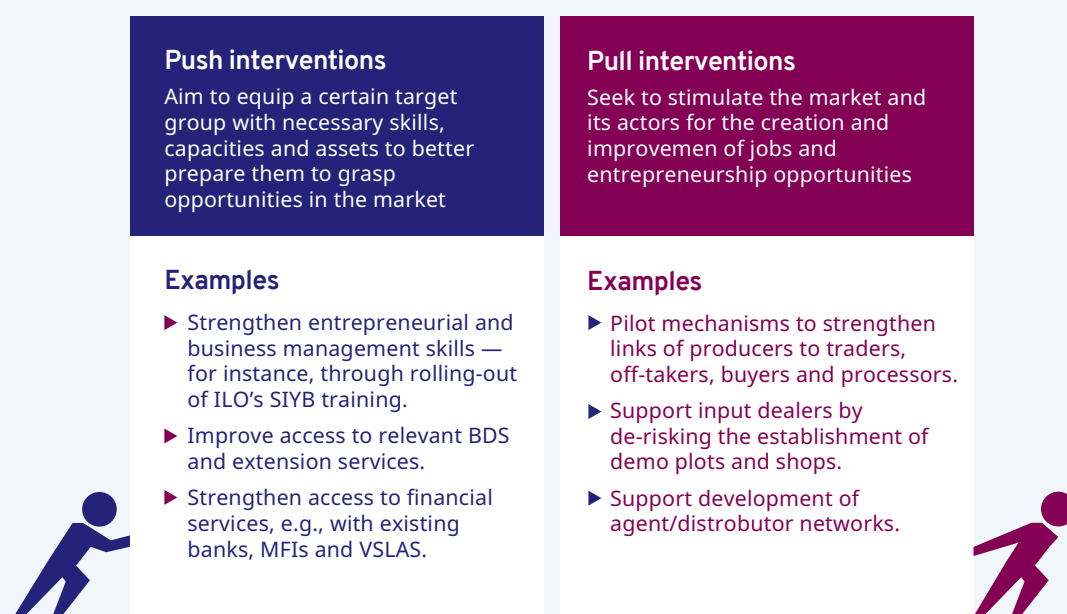 Push interventions
Aim to equip a certain target
group with necessary skills,
capacities and assets to better
prepare them to grasp
opportunities in the market
Examples
Strengthen entrepreneurial and
business management skills —
for instance, through rolling-out
of ILO’s SIYB training.
Improve access to relevant BDS
and extension services.
Strengthen access to financial
services, e.g., with existing
banks, MFIs and VSLAS.
Pull interventions
Seek to stimulate the market and
its actors for the creation and
improvemen of jobs and
entrepreneurship opportunities
Examples
Pilot mechanisms to strengthen
links of producers to traders,
off-takers, buyers and processors.
Support input dealers by
de-risking the establishment of
demo plots and shops.
Support development of
agent/distrobutor networks.